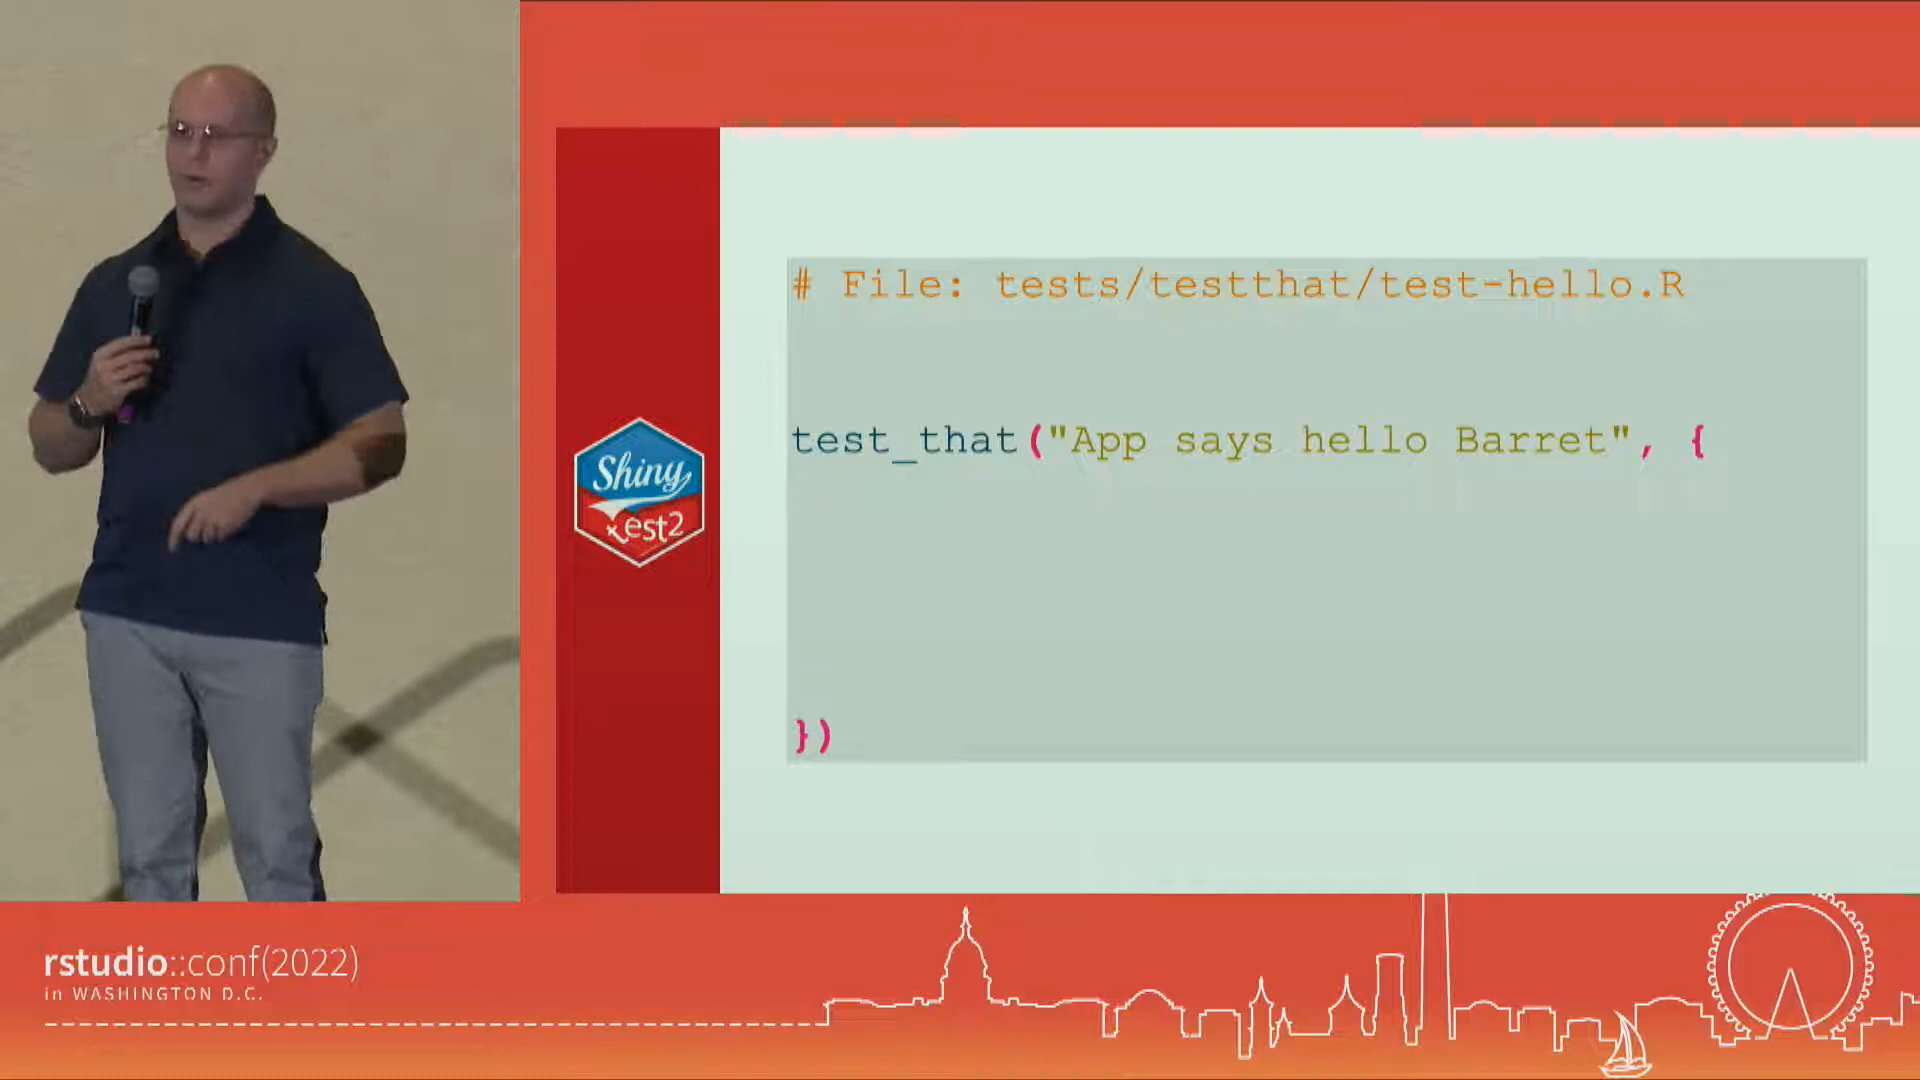 # File: tests/testthat/test-hello.R
test_that("App says hello Barret", {
})
Shiny
test2
rstudio::conf(2022)
in WASHINGTON D.C.